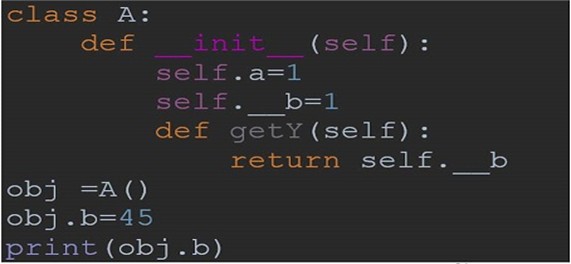 class A:
    def __init__(self):
        self.a=1
        self.__b=1
        def getY(self):
            return self.__b
obj =A()
obj.b=45
print(obj.b)